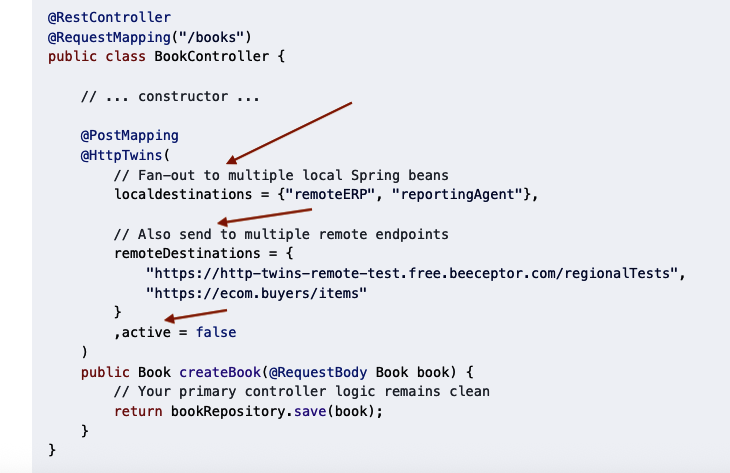 @RestController
@RequestMapping("/books")
public class BookController {
// ... constructor ...
@PostMapping
@HttpTwins(
// Fan-out to multiple local Spring beans
localdestinations = {"remoteERP", "reportingAgent"},
// Also send to multiple remote endpoints
remoteDestinations = {
"https://http-twins-remote-test.free.beeceptor.com/regionalTests",
"https://ecom.buyers/items"
}
,active = false
)
public Book createBook(@RequestBody Book book) {
// Your primary controller logic remains clean
return bookRepository.save(book);
}
}